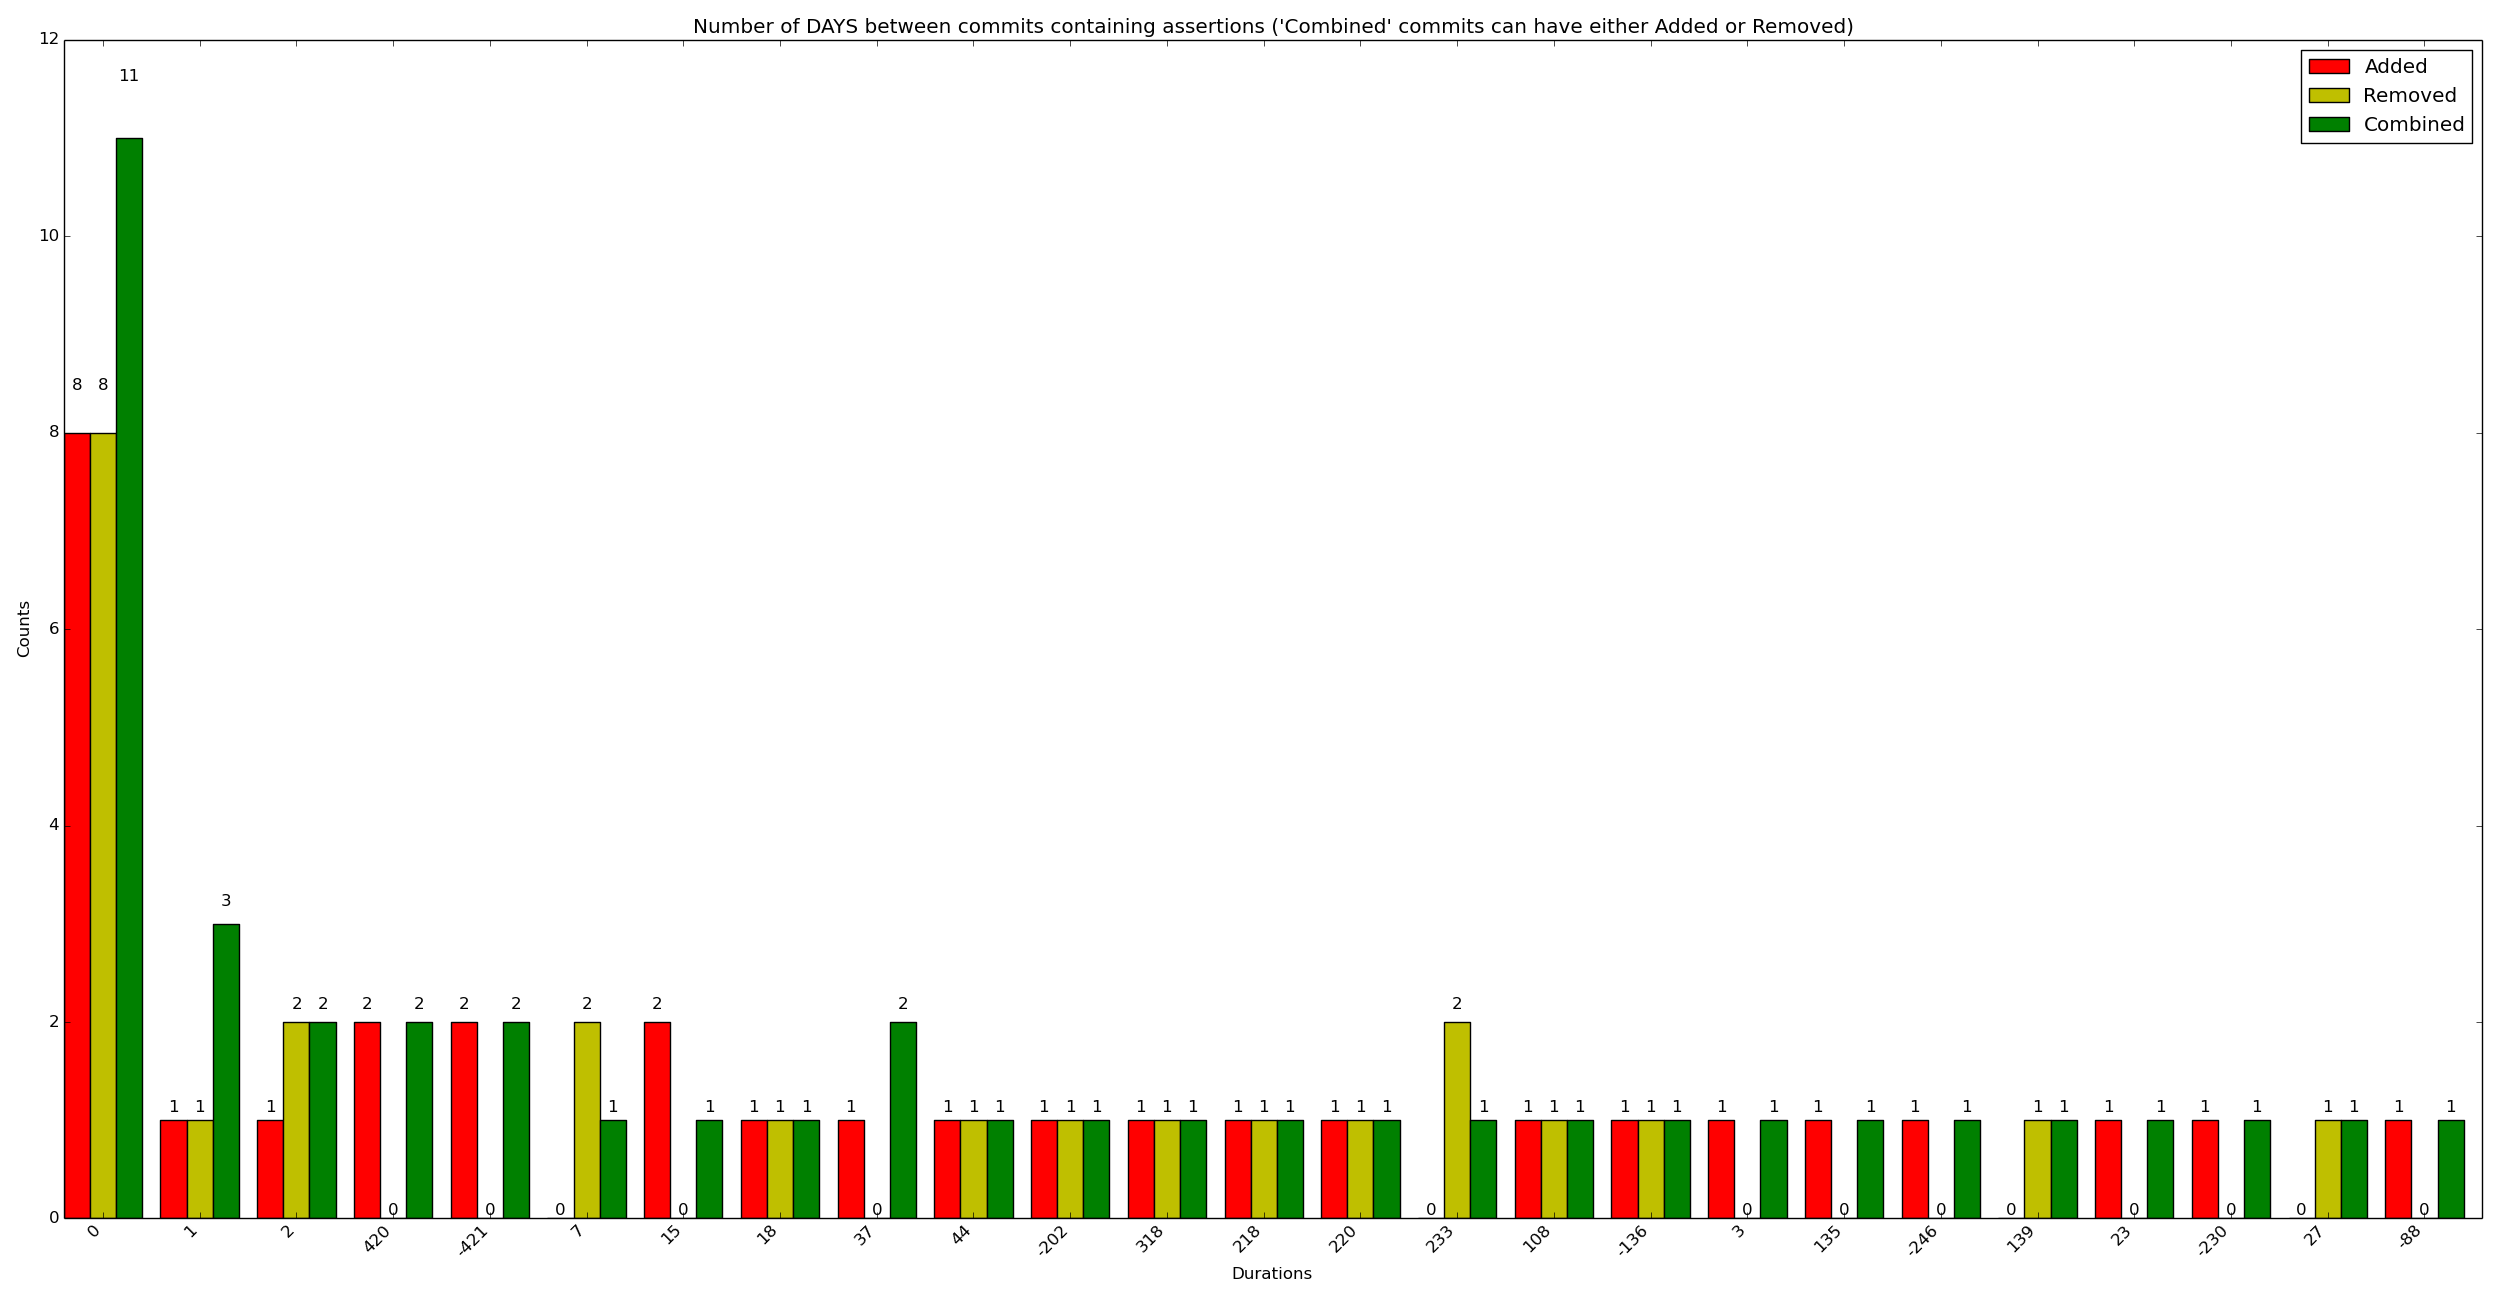 Number of DAYS between commits containing assertions ('Combined' commits can have either Added or Removed)
12
10
8
6
4
2
0
Counts
Added
Removed
Combined
8 8 11
1 1 3
1 2 2
2 0 2
2 0 2
0 2 1
2 0 1
1 1 1
1 0 2
1 1 1
1 1 1
1 1 1
1 1 1
1 1 1
0 2 1
1 1 1
1 1 1
1 0 1
1 0 1
1 0 1
0 1 1
1 0 1
1 0 1
0 1 1
1 0 1
0 1 2 420 -421 7 15 18 37 44 -202 318 218 220 233 108 -136 3 135 -246 139 23 -230 27 -88
Durations